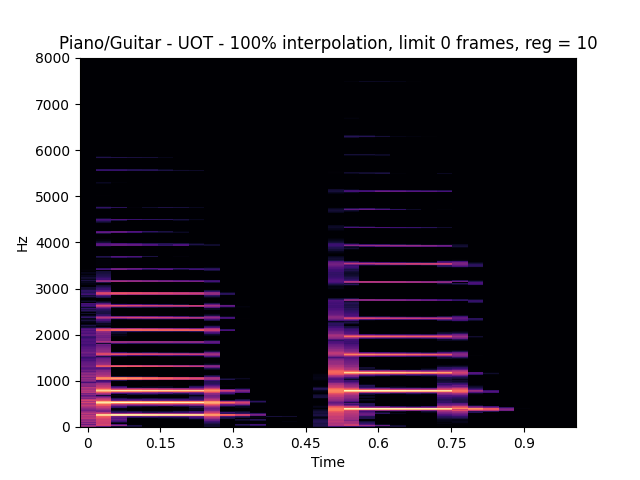 Piano/Guitar - UOT - 100% interpolation, limit 0 frames, reg = 10
8000
7000
6000
5000
4000
3000
2000
1000
0
Hz
0 0.15 0.3 0.45 0.6 0.75 0.9
Time